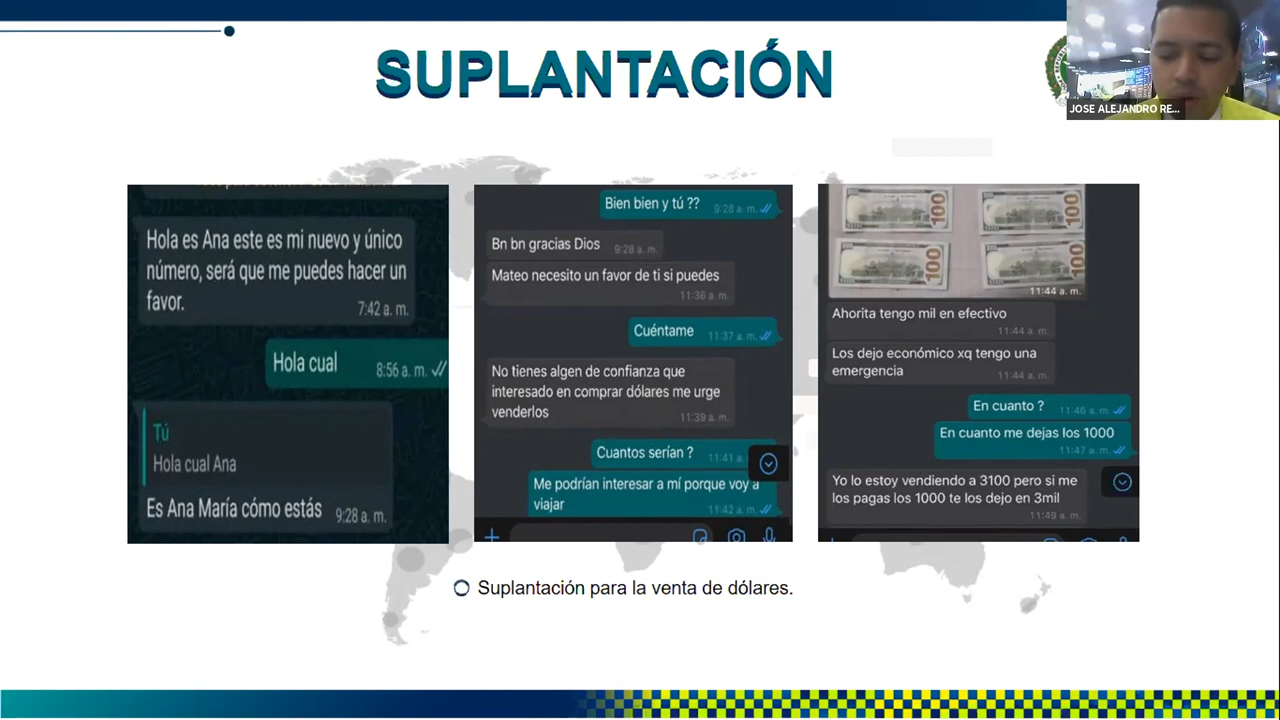 SUPLANTACIÓN
JOSE ALEJANDRO RE...
Hola es Ana este es mi nuevo y único
número, será que me puedes hacer un
favor.
7:42 a. m.
Hola cual
8:56 a. m.
Tú
Hola cual Ana
Es Ana María cómo estás
9:28 a. m.
Bien bien y tú ??
9:28 a. m.
Bn bn gracias Dios
9:28 a. m.
Mateo necesito un favor de ti si puedes
11:36 a. m.
Cuéntame
11:37 a. m.
No tienes algen de confianza que
interesado en comprar dólares me urge
venderlos
11:39 a. m.
Cuantos serían ?
11:41 a.
Me podrían interesar a mí porque voy a
viajar
11:42 a. m.
100
100
100
100
11:44 a. m.
Ahorita tengo mil en efectivo
11:44 a. m.
Los dejo económico xq tengo una
emergencia
11:44 a. m.
En cuanto ?
11:46 a. m.
En cuanto me dejas los 1000
11:47 a. m.
Yo lo estoy vendiendo a 3100 pero si me
los pagas los 1000 te los dejo en 3mil
11:49 a. m.
Suplantación para la venta de dólares.